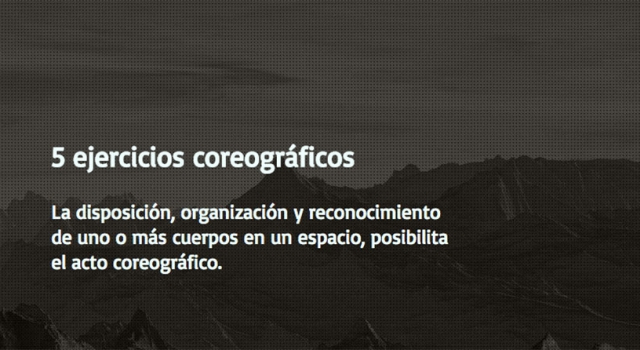 5 ejercicios coreográficos
La disposición, organización y reconocimiento
de uno o más cuerpos en un espacio, posibilita
el acto coreográfico.